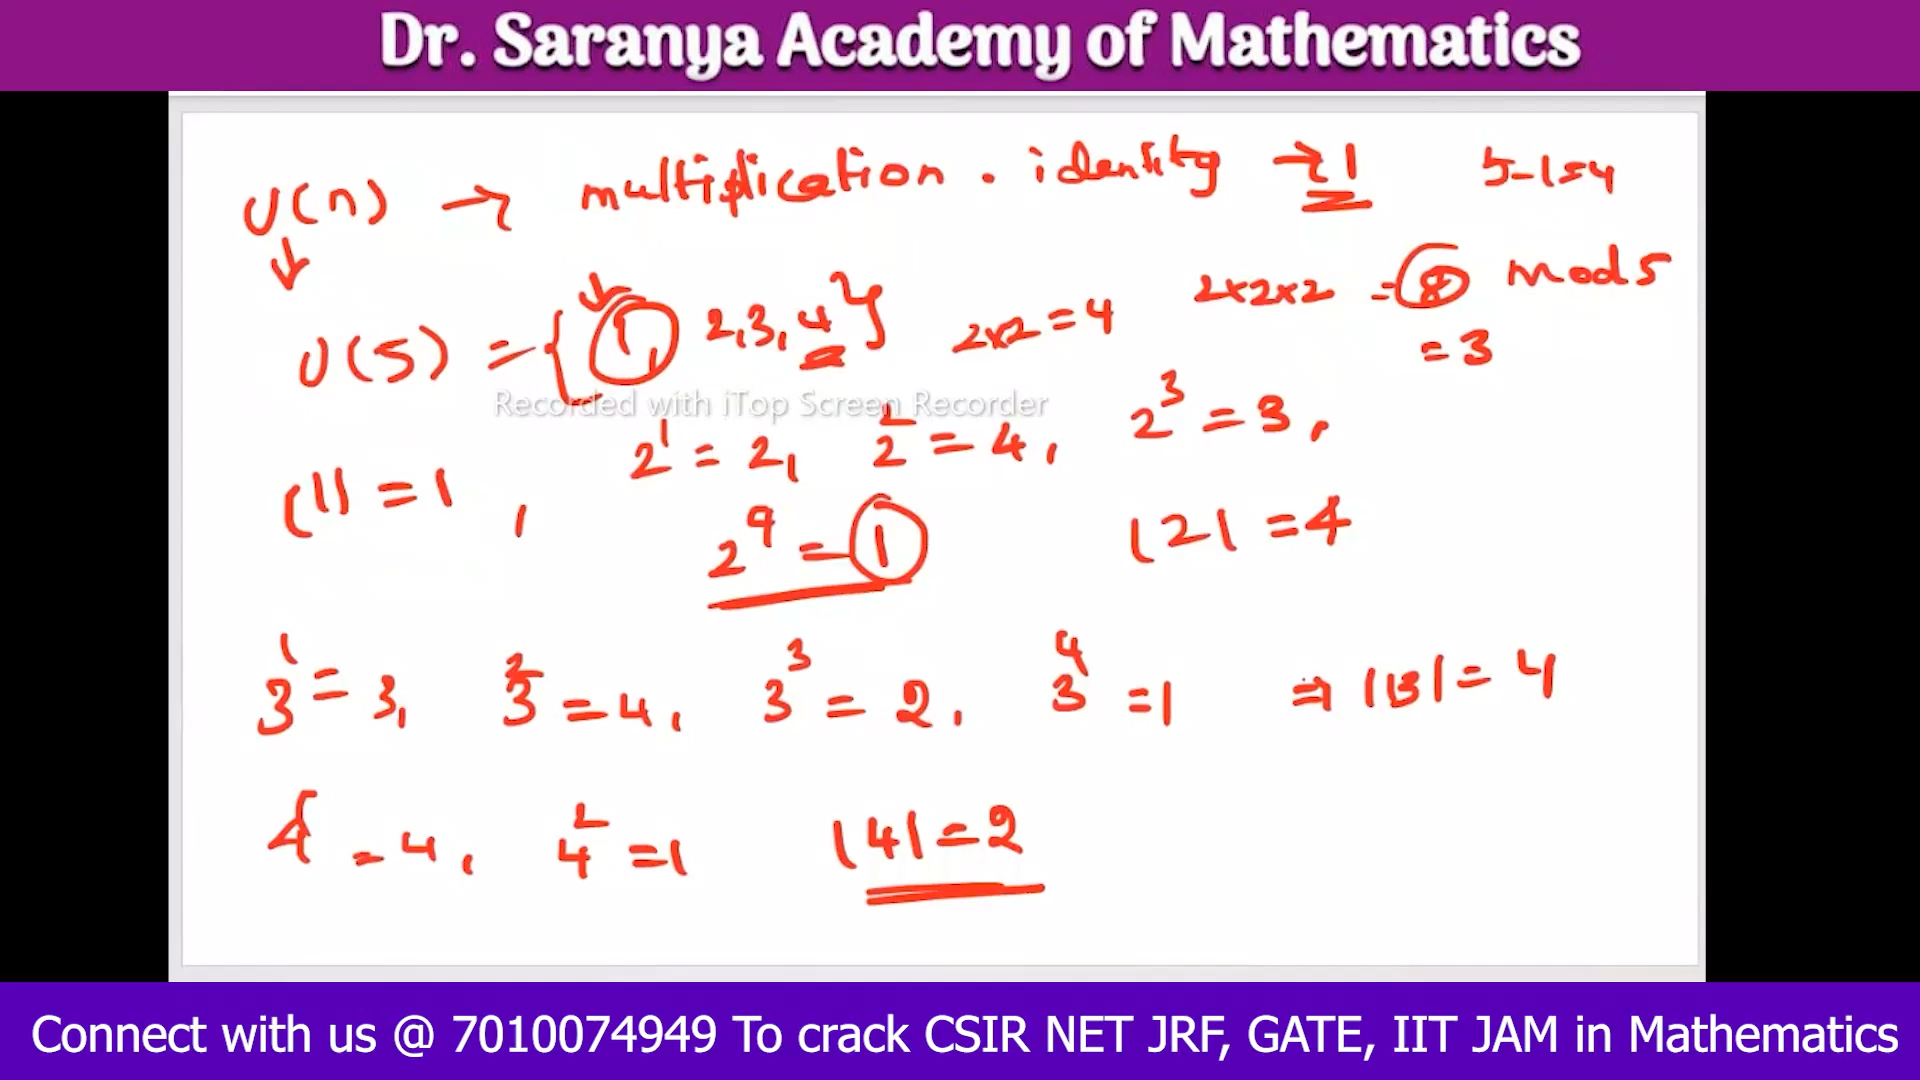 Dr. Saranya Academy of Mathematics
U(n) → multiplication . identity → 1 5-1=4
U(5) = {1, 2, 3, 4} 2×2 = 4 2×2×2 = 8 mod 5
= 3
Recorded with iTop Screen Recorder
|1| = 1, 2¹ = 2, 2² = 4, 2³ = 3,
2⁴ = 1 |2| = 4
3¹ = 3, 3² = 4, 3³ = 2, 3⁴ = 1 ⇒ |3| = 4
4¹ = 4, 4² = 1 |4| = 2
Connect with us @ 7010074949 To crack CSIR NET JRF, GATE, IIT JAM in Mathematics